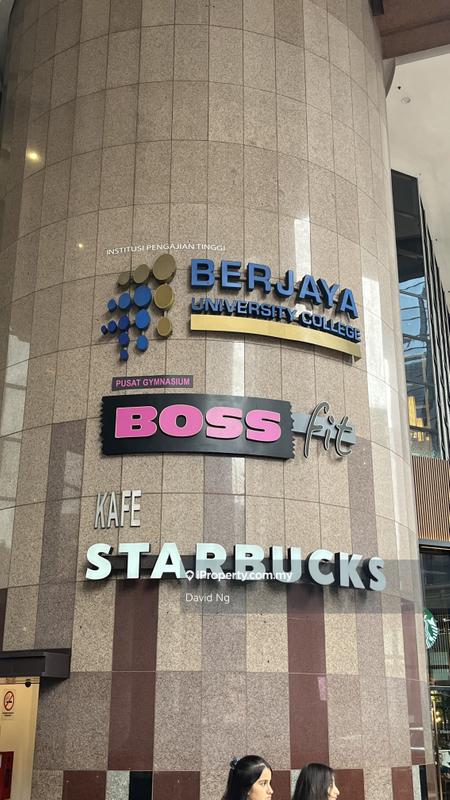 INSTITUSI PENGAJIAN TINGGI
BERJAYA
UNIVERSITY COLLEGE
PUSAT GYMNASIUM
BOSS fit
KAFE
STARBUCKS
iProperty.com.my
David Ng